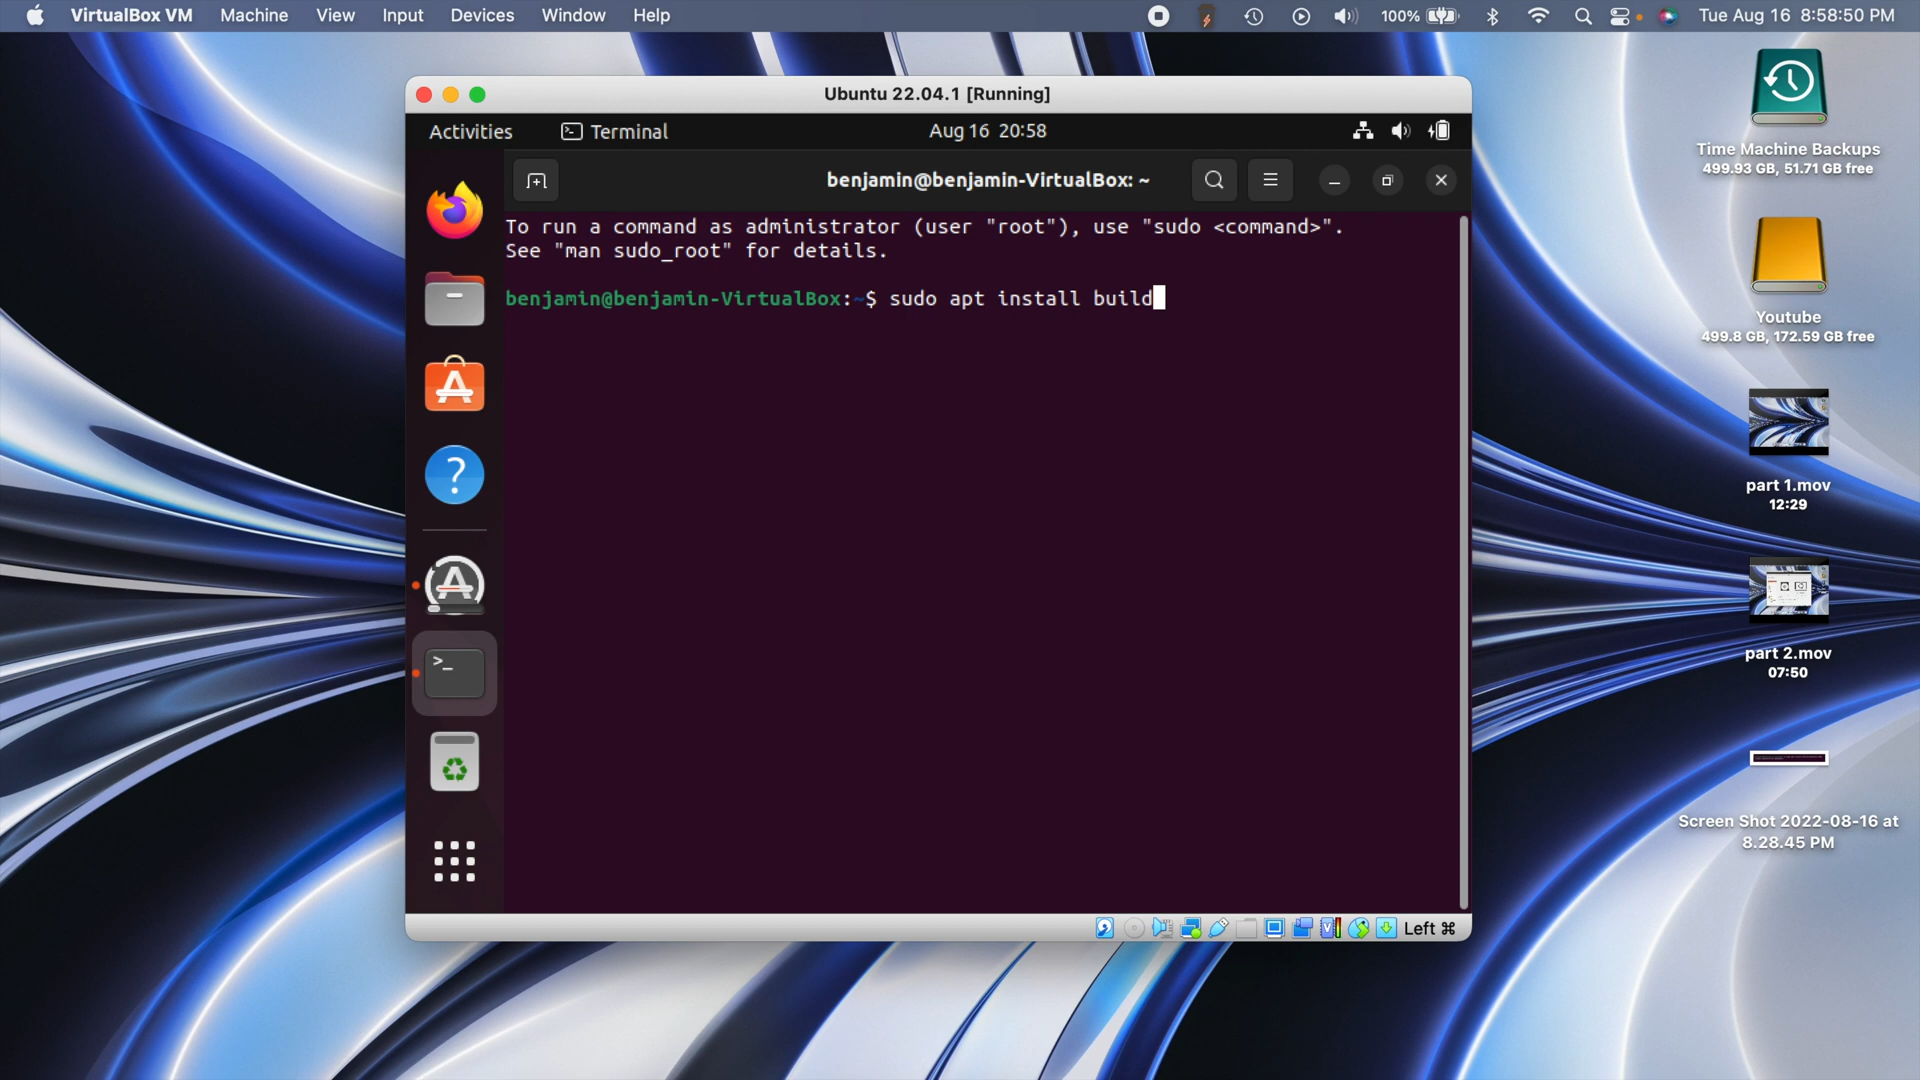 VirtualBox VM Machine View Input Devices Window Help 100% Tue Aug 16 8:58:50 PM
Ubuntu 22.04.1 [Running]
Activities Terminal Aug 16 20:58
benjamin@benjamin-VirtualBox: ~
To run a command as administrator (user "root"), use "sudo <command>".
See "man sudo_root" for details.
benjamin@benjamin-VirtualBox:~$ sudo apt install build
Left ⌘
Time Machine Backups
499.93 GB, 51.71 GB free
Youtube
499.8 GB, 172.59 GB free
part 1.mov
12:29
part 2.mov
07:50
Screen Shot 2022-08-16 at
8.28.45 PM